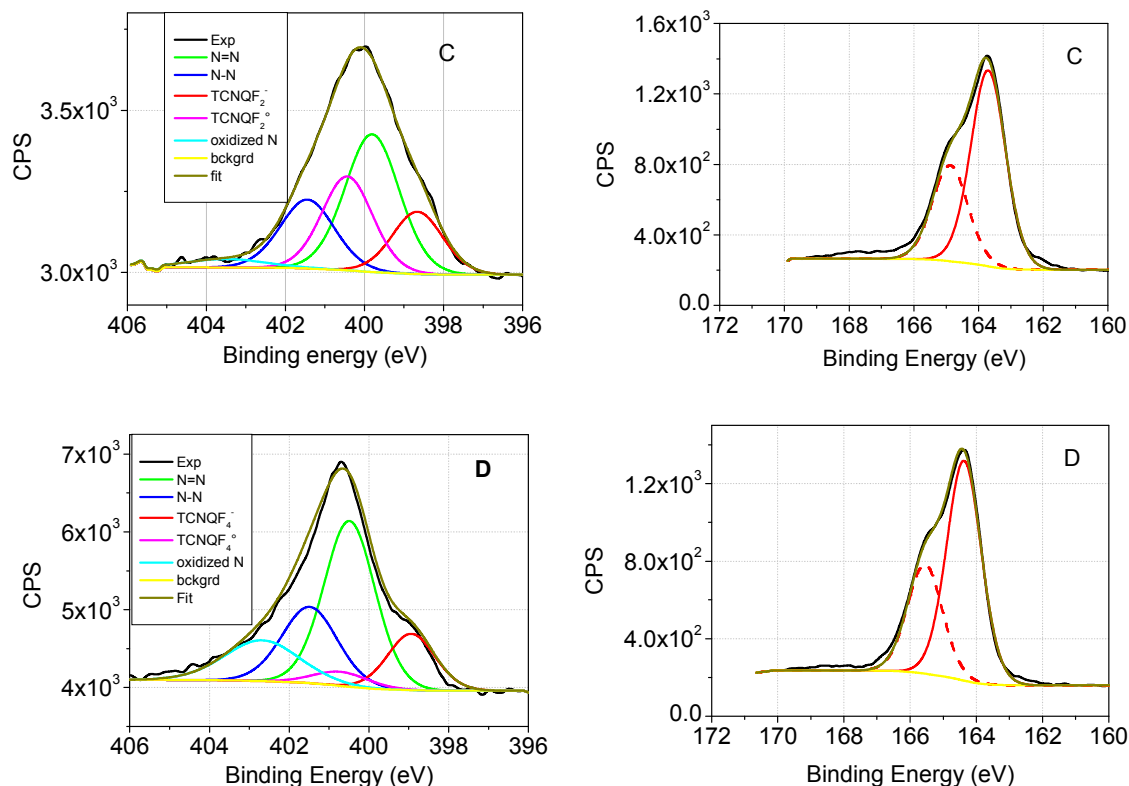 C
Exp
N=N
N-N
TCNQF₂⁻
TCNQF₂°
oxidized N
bckgrd
fit
CPS
3.5x10³
3.0x10³
406 404 402 400 398 396
Binding energy (eV)
C
CPS
1.6x10³
1.2x10³
8.0x10²
4.0x10²
0.0
172 170 168 166 164 162 160
Binding Energy (eV)
D
Exp
N=N
N-N
TCNQF₄⁻
TCNQF₄°
oxidized N
bckgrd
Fit
CPS
7x10³
6x10³
5x10³
4x10³
406 404 402 400 398 396
Binding Energy (eV)
D
CPS
1.2x10³
8.0x10²
4.0x10²
0.0
172 170 168 166 164 162 160
Binding Energy (eV)